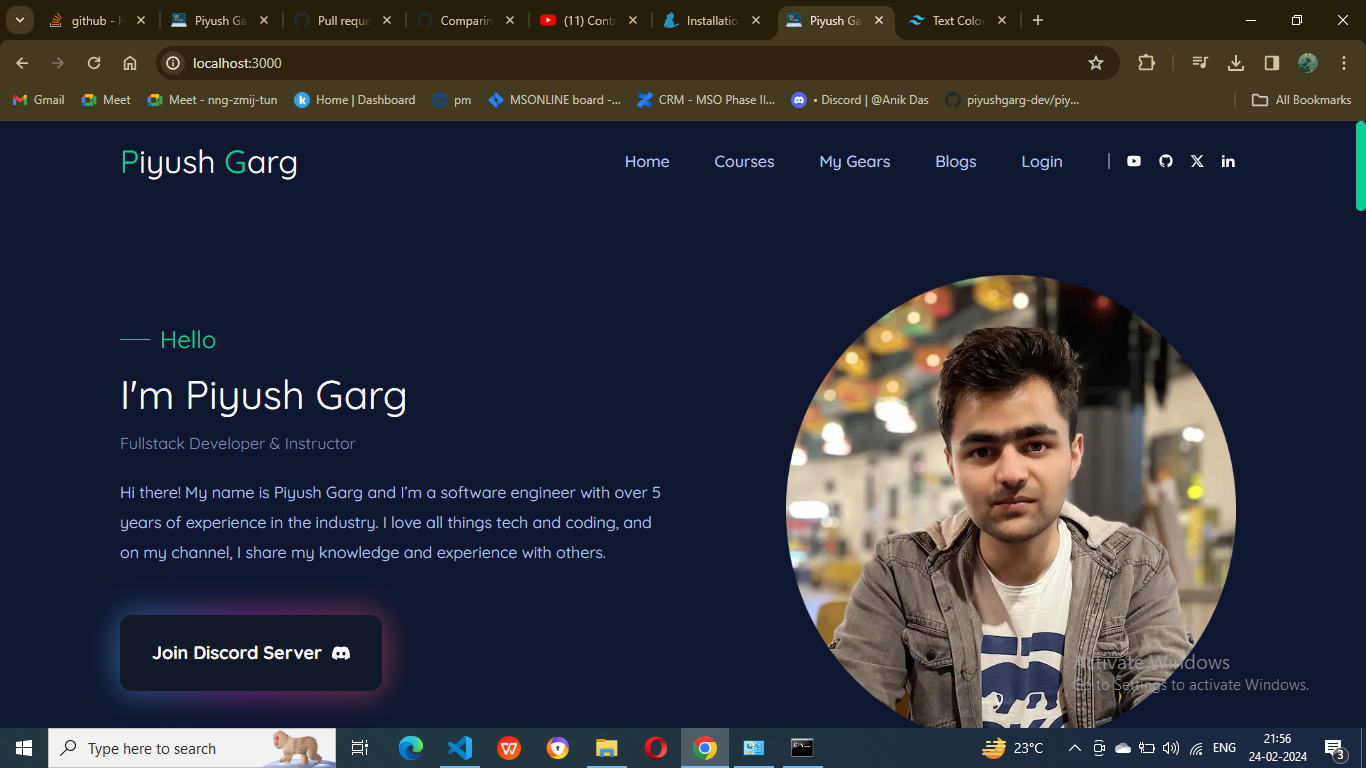 github - H
Piyush Ga
Pull reque
Comparin
(11) Contr
Installatio
Piyush Ga
Text Color
localhost:3000
Gmail
Meet
Meet - nng-zmij-tun
Home | Dashboard
pm
MSONLINE board -...
CRM - MSO Phase II...
• Discord | @Anik Das
piyushgarg-dev/piy...
All Bookmarks
Piyush Garg
Home
Courses
My Gears
Blogs
Login
Hello
I'm Piyush Garg
Fullstack Developer & Instructor
Hi there! My name is Piyush Garg and I'm a software engineer with over 5
years of experience in the industry. I love all things tech and coding, and
on my channel, I share my knowledge and experience with others.
Join Discord Server
Activate Windows
Go to Settings to activate Windows.
Type here to search
23°C
ENG
21:56
24-02-2024
3